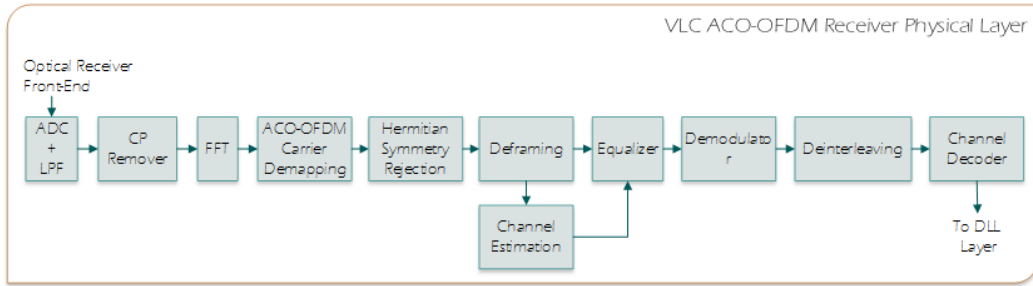 VLC ACO-OFDM Receiver Physical Layer
Optical Receiver
Front-End
ADC
+
LPF
CP
Remover
FFT
ACO-OFDM
Carrier
Demapping
Hermitian
Symmetry
Rejection
Deframing
Equalizer
Demodulato
r
Deinterleaving
Channel
Decoder
Channel
Estimation
To DLL
Layer